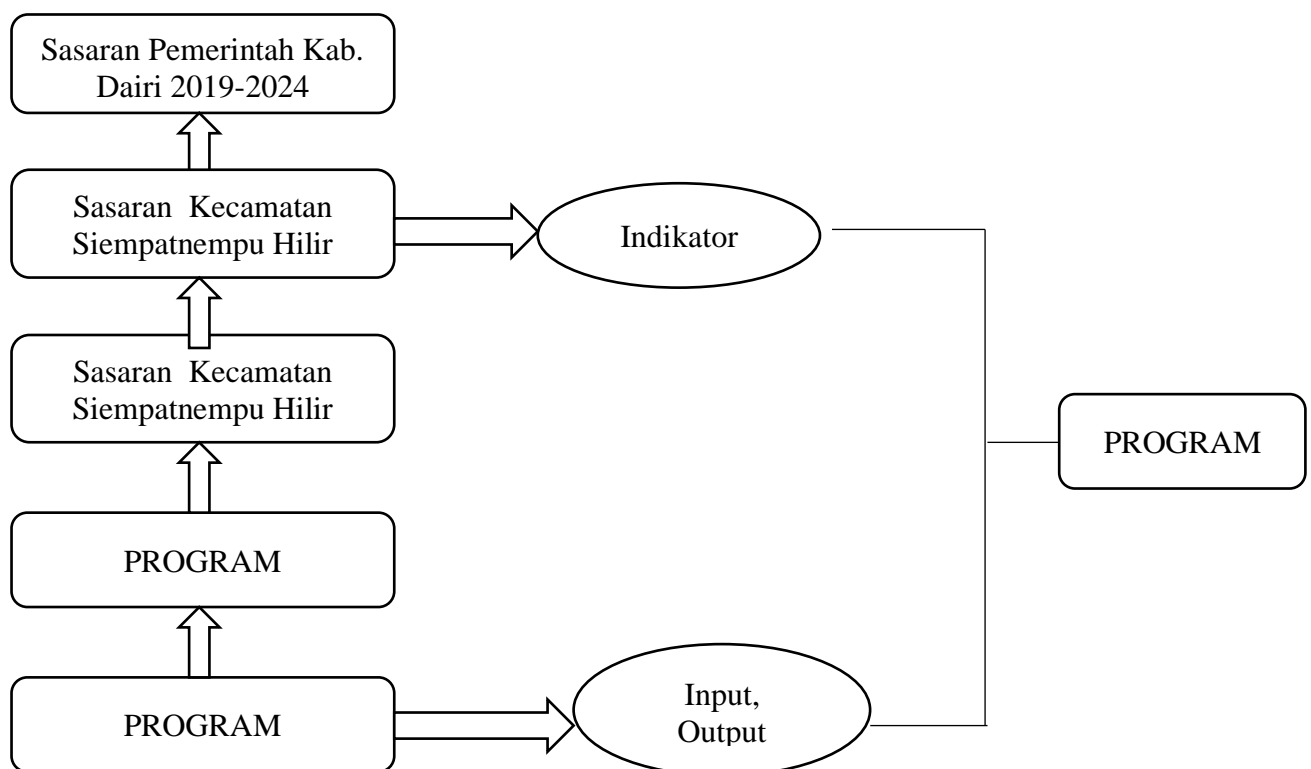 Sasaran Pemerintah Kab.
Dairi 2019-2024
Sasaran Kecamatan
Siempatnempu Hilir
Indikator
Sasaran Kecamatan
Siempatnempu Hilir
PROGRAM
PROGRAM
PROGRAM
Input,
Output